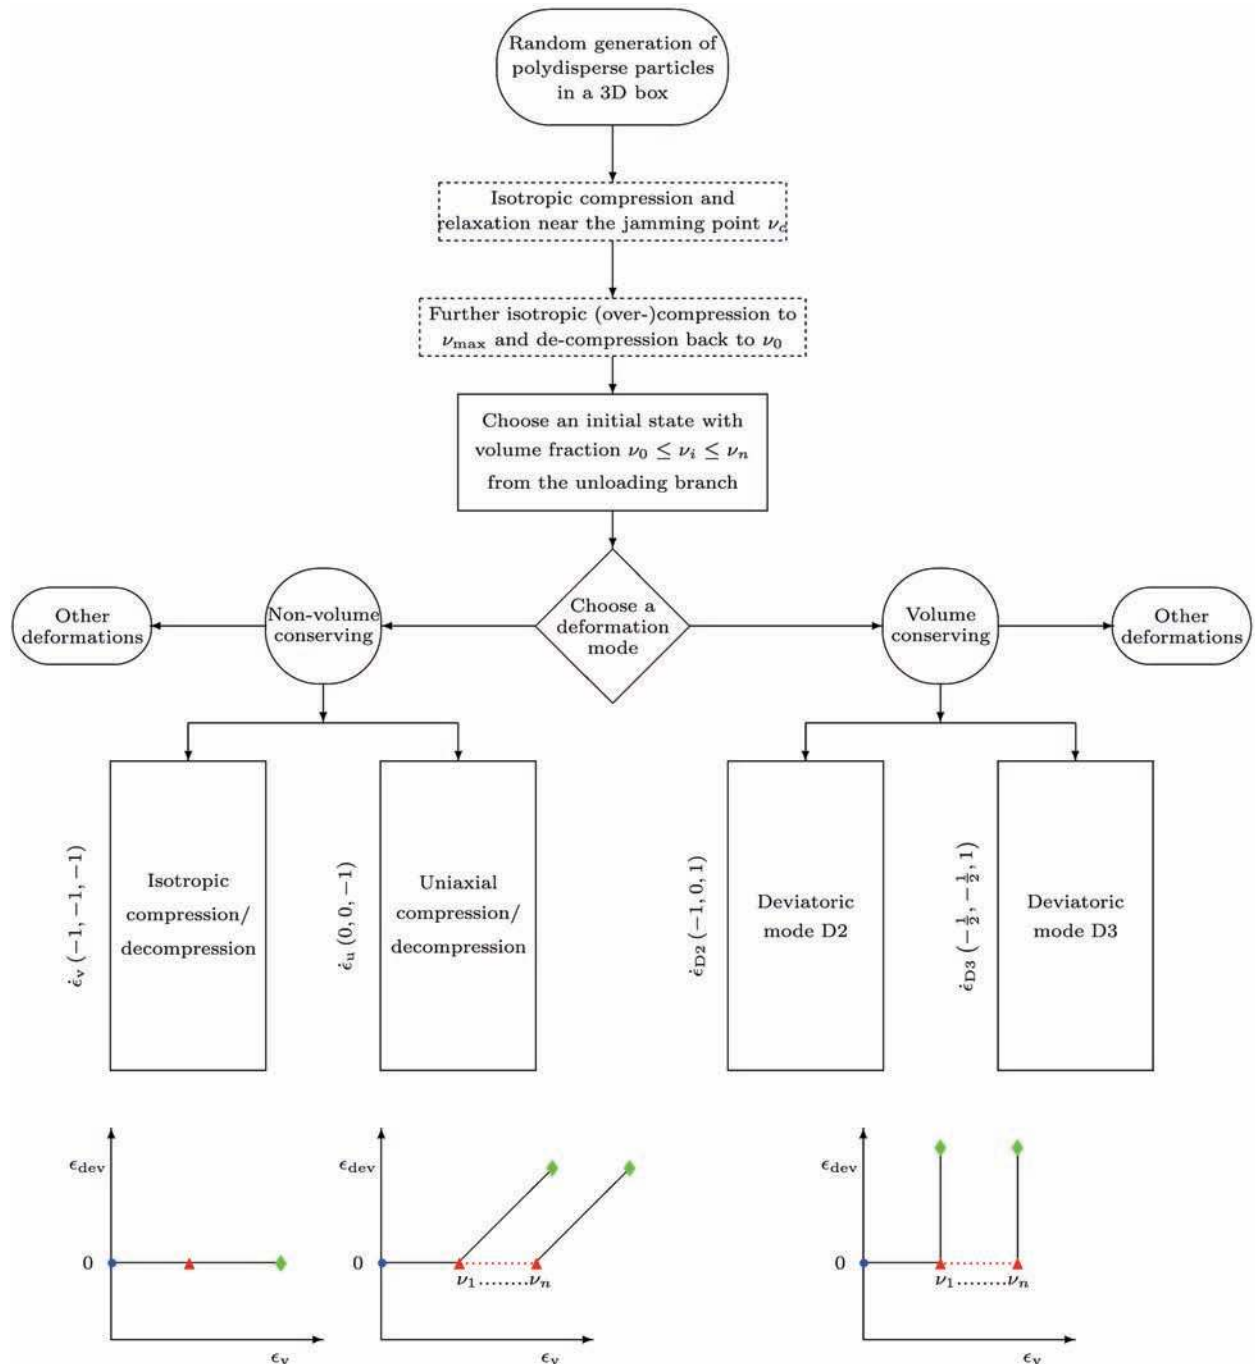 Random generation of
polydisperse particles
in a 3D box
Isotropic compression and
relaxation near the jamming point ν_c
Further isotropic (over-)compression to
ν_max and de-compression back to ν_0
Choose an initial state with
volume fraction ν_0 ≤ ν_i ≤ ν_n
from the unloading branch
Other
deformations
Non-volume
conserving
Choose a
deformation
mode
Volume
conserving
Other
deformations
ε̇_v (−1, −1, −1)
Isotropic
compression/
decompression
ε̇_u (0, 0, −1)
Uniaxial
compression/
decompression
ε̇_D2 (−1, 0, 1)
Deviatoric
mode D2
ε̇_D3 (−1/2, −1/2, 1)
Deviatoric
mode D3
ϵ_dev
0
ϵ_v
ϵ_dev
0
ν_1........ν_n
ϵ_v
ϵ_dev
0
ν_1........ν_n
ϵ_v